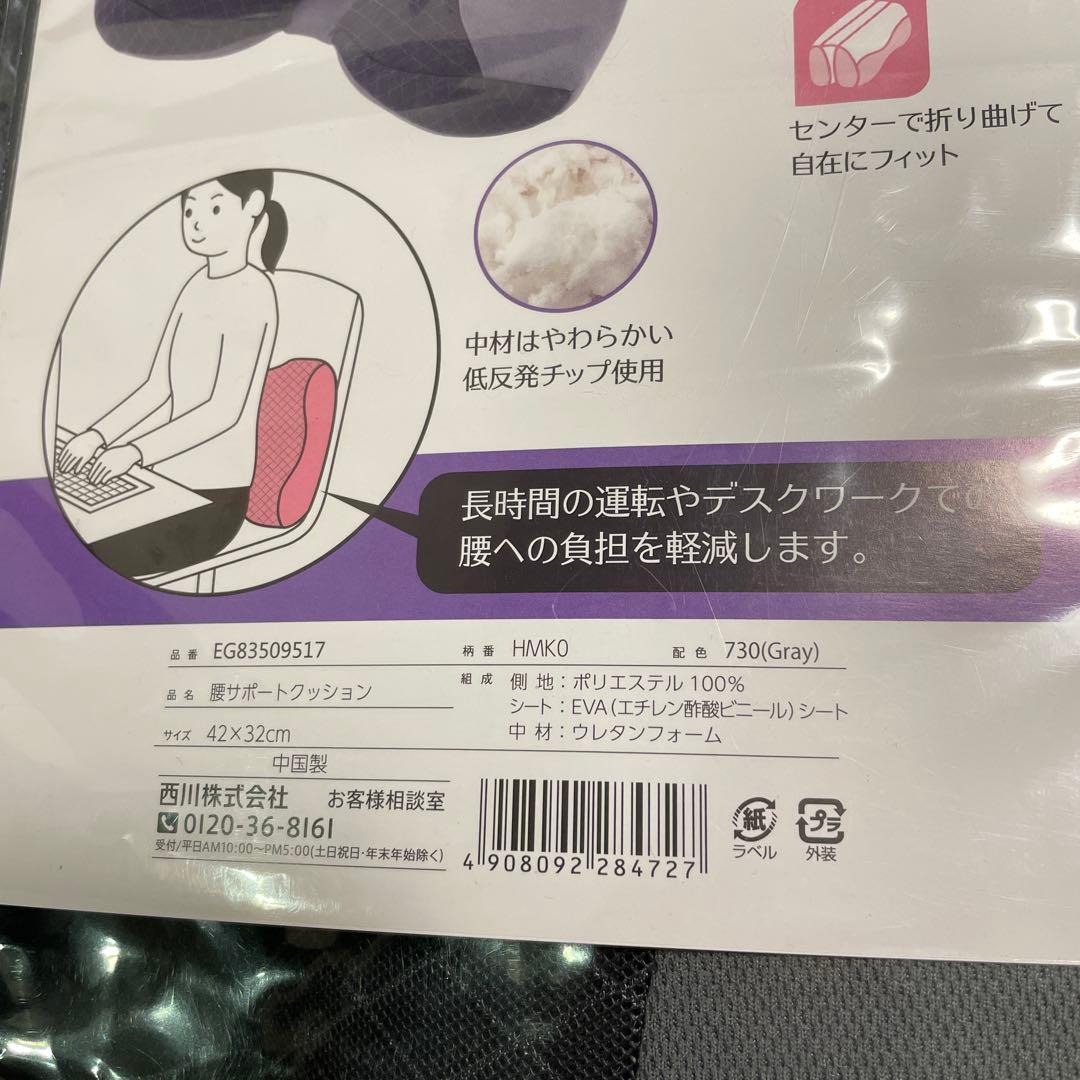 センターで折り曲げて
自在にフィット
中材はやわらかい
低反発チップ使用
長時間の運転やデスクワークでの
腰への負担を軽減します。
品番 EG83509517 柄番 HMK0 配色 730(Gray)
品名 腰サポートクッション
サイズ 42×32cm
中国製
組成 側地：ポリエステル100%
シート：EVA(エチレン酢酸ビニール)シート
中材：ウレタンフォーム
西川株式会社 お客様相談室
0120-36-8161
受付/平日AM10:00〜PM5:00(土日祝日・年末年始除く)
4 908092 284727
紙
ラベル
プラ
外装